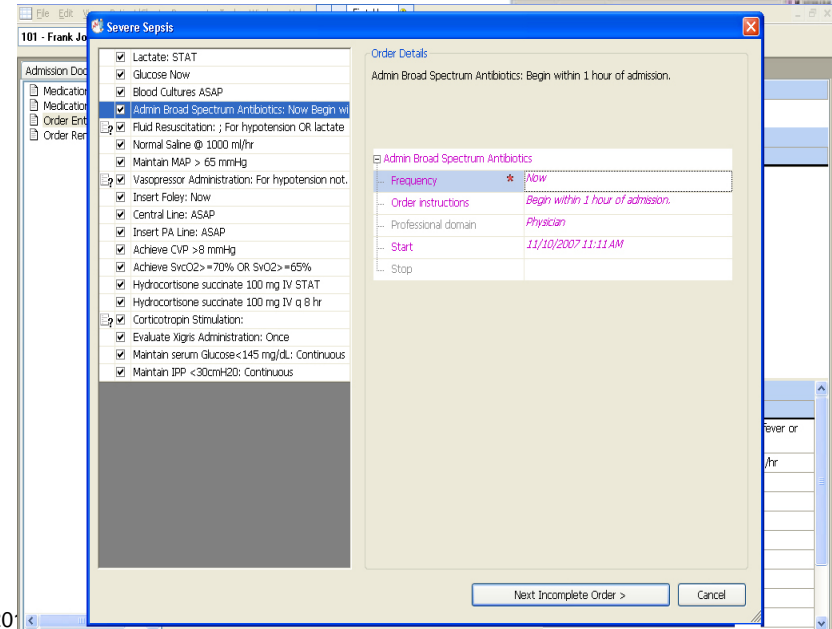 File Edit
101 - Frank Jo
Severe Sepsis
Admission Doc
Medication
Medication
Order Ent
Order Ren
Lactate: STAT
Glucose Now
Blood Cultures ASAP
Admin Broad Spectrum Antibiotics: Now Begin wi
Fluid Resuscitation: ; For hypotension OR lactate
Normal Saline @ 1000 ml/hr
Maintain MAP > 65 mmHg
Vasopressor Administration: For hypotension not.
Insert Foley: Now
Central Line: ASAP
Insert PA Line: ASAP
Achieve CVP >8 mmHg
Achieve SvcO2>=70% OR SvO2>=65%
Hydrocortisone succinate 100 mg IV STAT
Hydrocortisone succinate 100 mg IV q 8 hr
Corticotropin Stimulation:
Evaluate Xigris Administration: Once
Maintain serum Glucose<145 mg/dL: Continuous
Maintain IPP <30cmH20: Continuous
Order Details
Admin Broad Spectrum Antibiotics: Begin within 1 hour of admission.
Admin Broad Spectrum Antibiotics
Frequency * Now
Order instructions Begin within 1 hour of admission.
Professional domain Physician
Start 11/10/2007 11:11 AM
Stop
fever or
/hr
Next Incomplete Order > Cancel